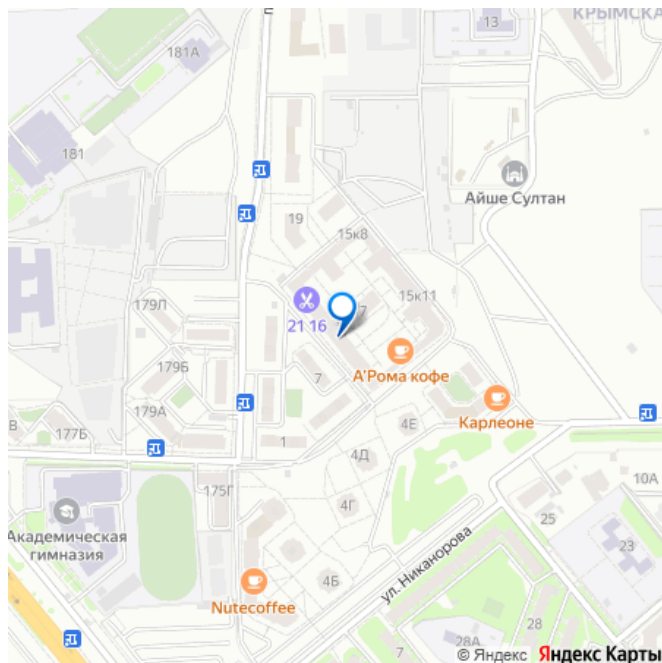 КРЫМСКА
13
181А
181
Айше Султан
19
15к8
15к11
7
21 16
179Л
179Б
7
А'Рома кофе
179А
Карлеоне
В
177Б
1
4Е
4Д
175Г
10А
4Г
25
Академическая
гимназия
23
ул. Никанорова
4Б
Nutecoffee
28
28А
7
© Яндекс Яндекс Карты